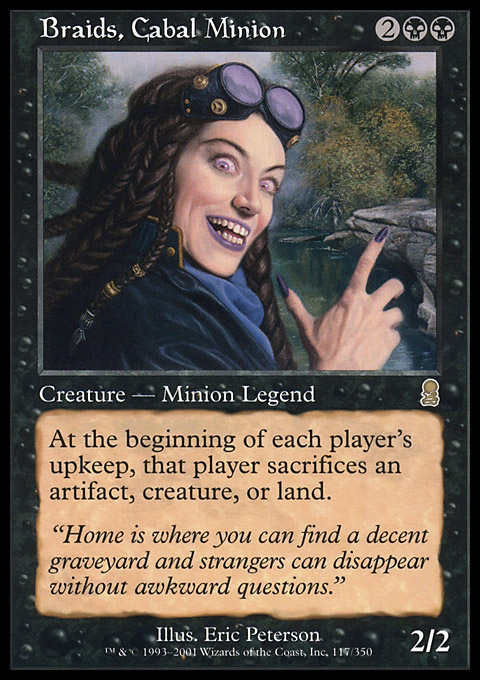 Braids, Cabal Minion 2
Creature — Minion Legend
At the beginning of each player's
upkeep, that player sacrifices an
artifact, creature, or land.
“Home is where you can find a decent
graveyard and strangers can disappear
without awkward questions.”
Illus. Eric Peterson
2/2
™ & © 1993–2001 Wizards of the Coast, Inc. 117/350